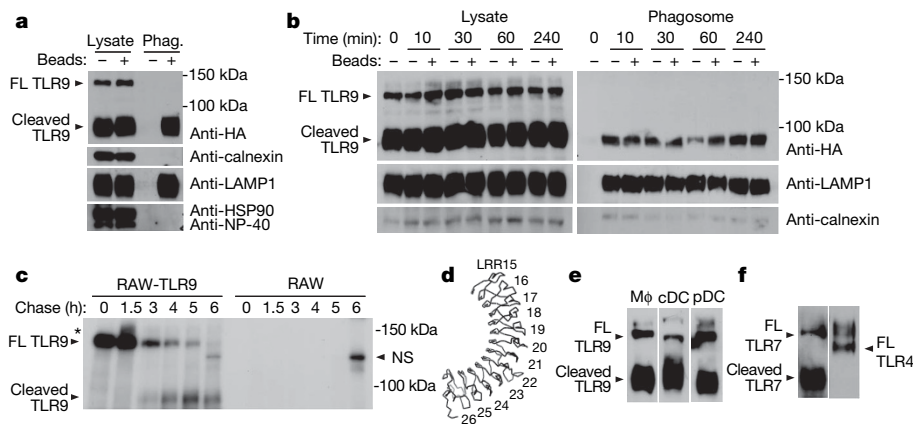 a
Lysate Phag.
Beads: – + – +
FL TLR9
-150 kDa
-100 kDa
Cleaved
TLR9
Anti-HA
Anti-calnexin
Anti-LAMP1
Anti-HSP90
Anti-NP-40
b
Lysate Phagosome
Time (min): 0 10 30 60 240 0 10 30 60 240
Beads: – – + – + – + – + – – + – + – + – +
FL TLR9
-150 kDa
Cleaved
TLR9
-100 kDa
Anti-HA
Anti-LAMP1
Anti-calnexin
c
RAW-TLR9 RAW
Chase (h): 0 1.5 3 4 5 6 0 1.5 3 4 5 6
*
FL TLR9
-150 kDa
NS
-100 kDa
Cleaved
TLR9
d
LRR15
16
17
18
19
20
21
22
23
24
25
26
e
Mϕ cDC pDC
FL
TLR9
Cleaved
TLR9
f
FL
TLR7
FL
TLR4
Cleaved
TLR7